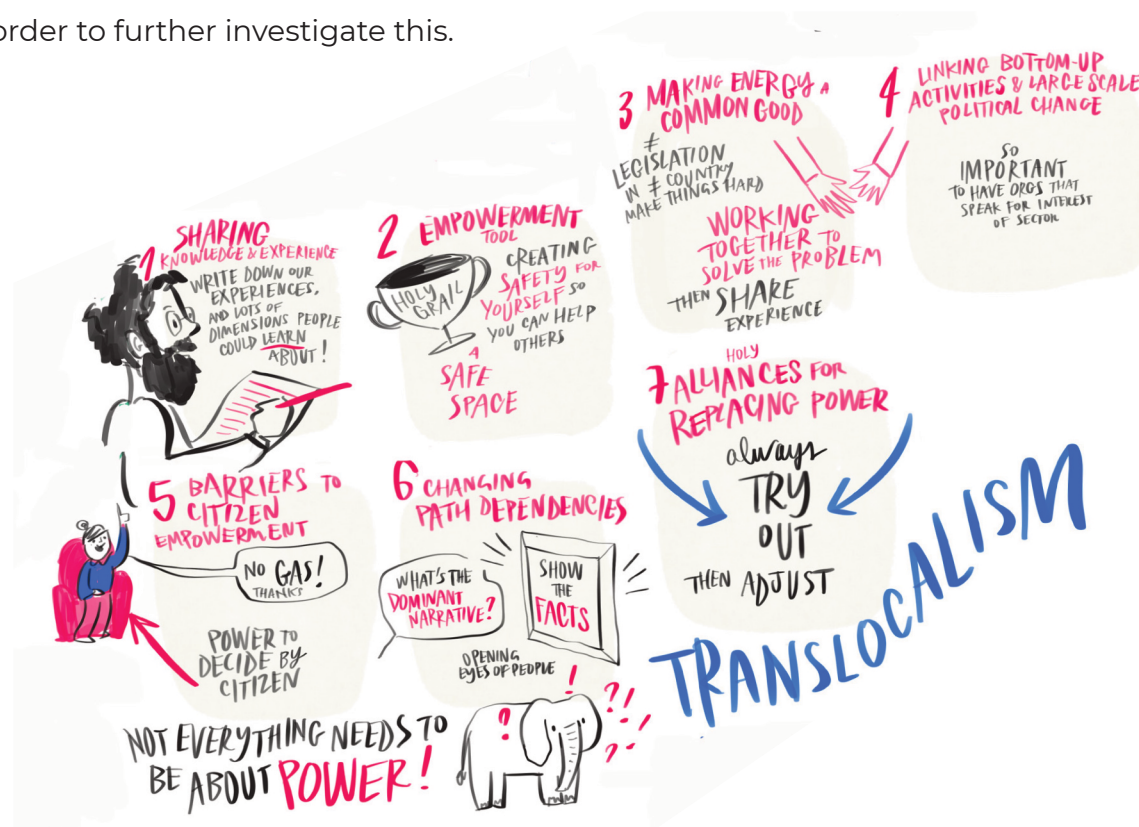 order to further investigate this.
1 SHARING
KNOWLEDGE & EXPERIENCE
WRITE DOWN OUR
EXPERIENCES,
AND LOTS OF
DIMENSIONS PEOPLE
COULD LEARN
ABOUT!
2 EMPOWERMENT
TOOL
HOLY
GRAIL
CREATING
SAFETY FOR
YOURSELF SO
YOU CAN HELP
OTHERS
A
SAFE
SPACE
3 MAKING ENERGY A
COMMON GOOD
≠
LEGISLATION
IN ≠ COUNTRY
MAKE THINGS HARD
WORKING
TOGETHER TO
SOLVE THE PROBLEM
THEN SHARE
EXPERIENCE
4 LINKING BOTTOM-UP
ACTIVITIES & LARGE SCALE
POLITICAL CHANGE
SO
IMPORTANT
TO HAVE ORGS THAT
SPEAK FOR INTEREST
OF SECTOR
5 BARRIERS TO
CITIZEN
EMPOWERMENT
NO GAS!
THANKS
POWER TO
DECIDE BY
CITIZEN
6 CHANGING
PATH DEPENDENCIES
WHAT'S THE
DOMINANT
NARRATIVE?
SHOW
THE
FACTS
OPENING
EYES OF PEOPLE
HOLY
7 ALLIANCES FOR
REPLACING POWER
always
TRY
OUT
THEN ADJUST
NOT EVERYTHING NEEDS TO
BE ABOUT POWER!
?
!
?!
?
TRANSLOCALISM